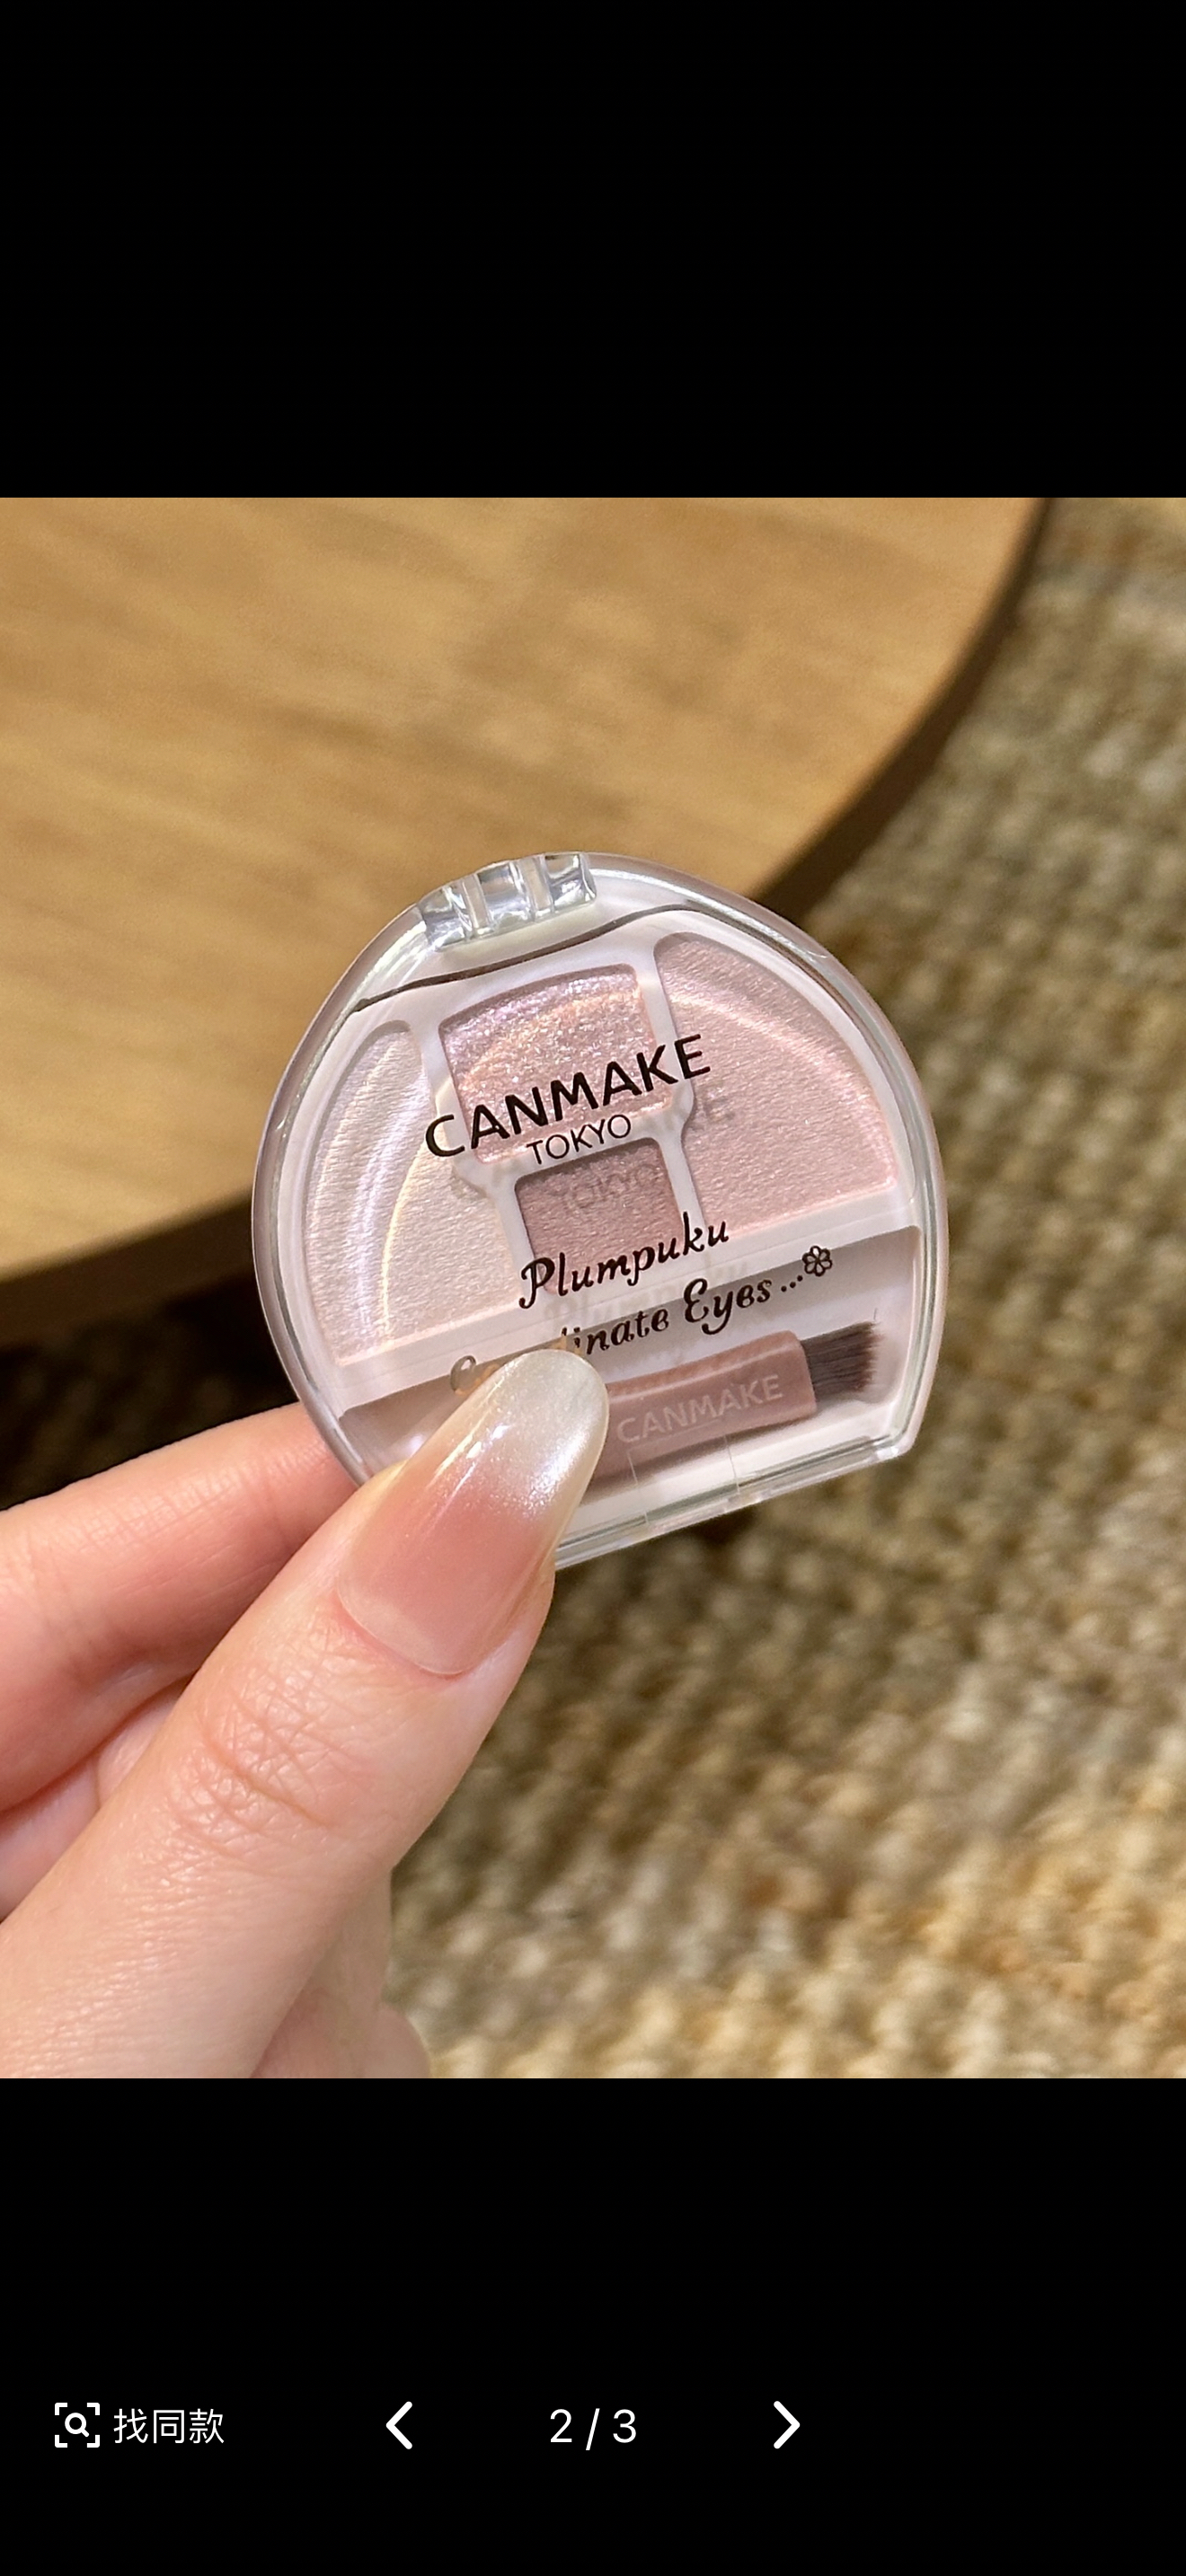 CANMAKE
TOKYO
Plumpuku
Eyes...
CANMAKE
找同款
2 / 3